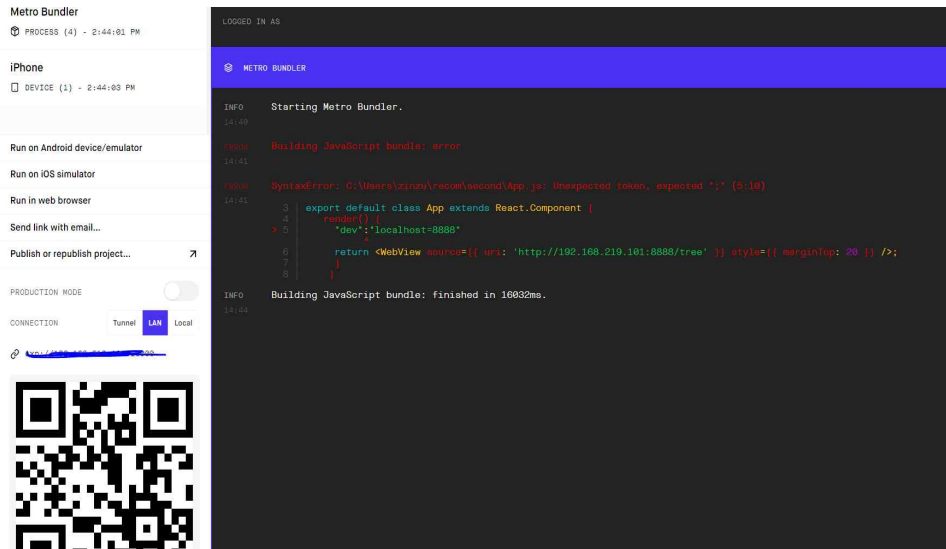 Metro Bundler
PROCESS (4) - 2:44:01 PM
iPhone
DEVICE (1) - 2:44:03 PM
Run on Android device/emulator
Run on iOS simulator
Run in web browser
Send link with email...
Publish or republish project...
PRODUCTION MODE
CONNECTION Tunnel LAN Local
LOGGED IN AS
METRO BUNDLER
INFO Starting Metro Bundler.
14:40
ERROR Building JavaScript bundle: error
14:41
ERROR SyntaxError: C:\Users\zinzu\recom\second\App.js: Unexpected token, expected ";" (5:10)
14:41
3 | export default class App extends React.Component {
4 | render() {
> 5 | "dev":"localhost=8888"
| ^
6 | return <WebView source={{ uri: 'http://192.168.219.101:8888/tree' }} style={{ marginTop: 20 }} />;
7 | }
8 | }
INFO Building JavaScript bundle: finished in 16032ms.
14:44